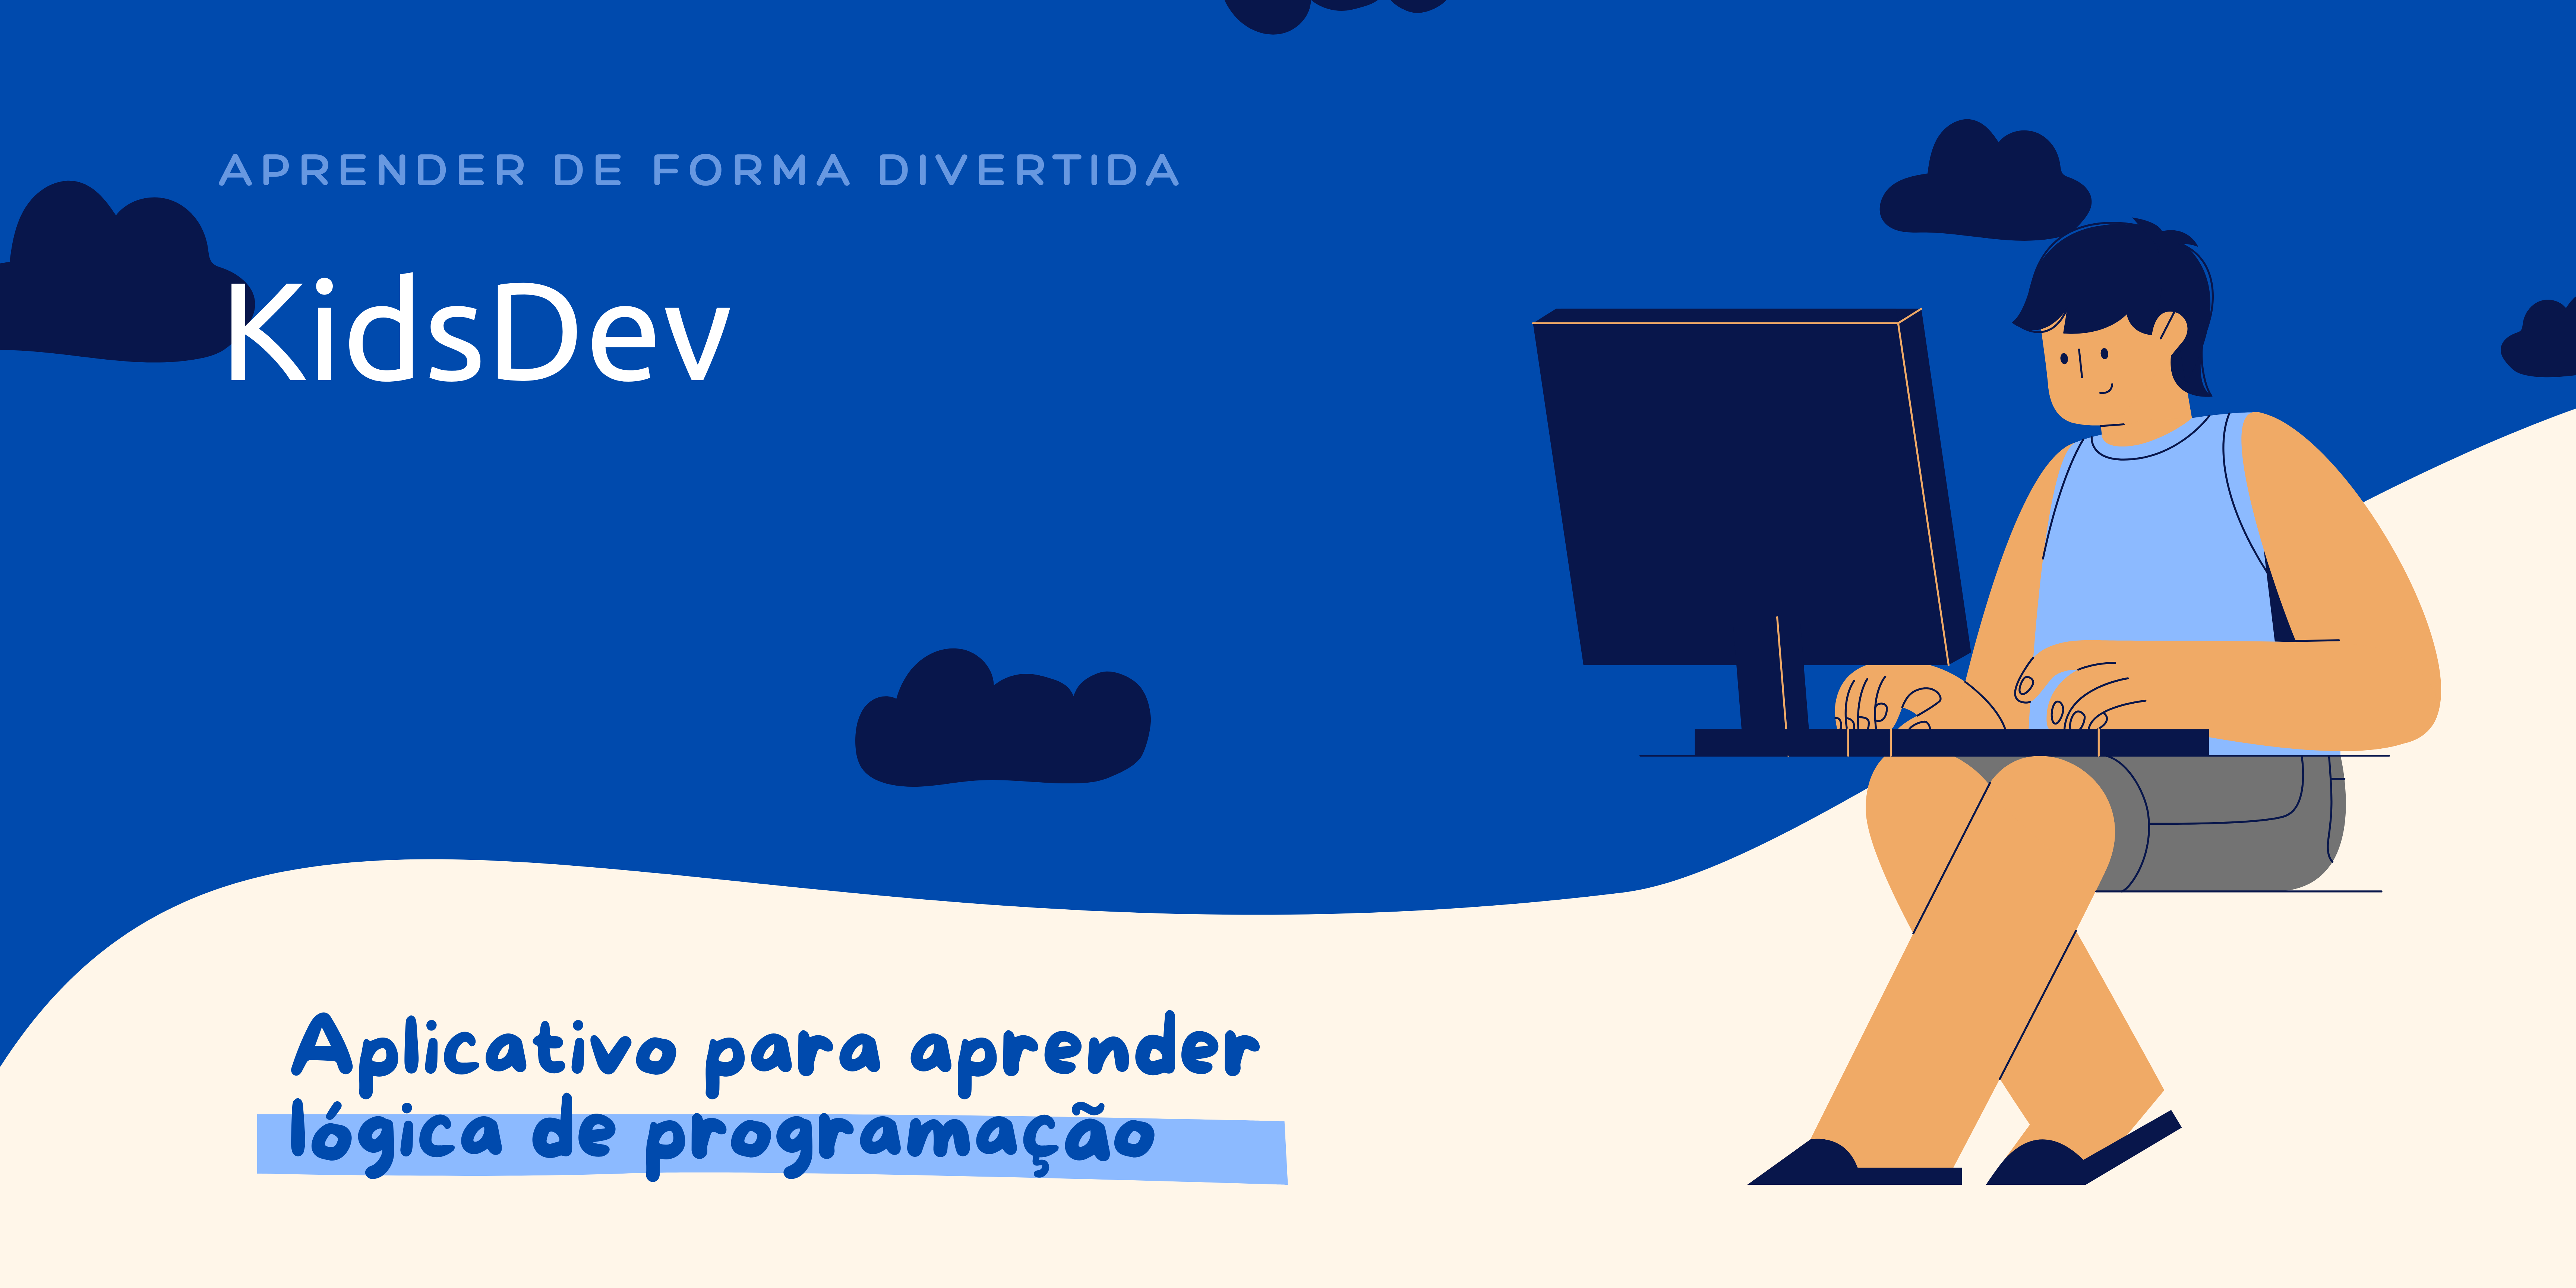 APRENDER DE FORMA DIVERTIDA
KidsDev
Aplicativo para aprender
lógica de programação